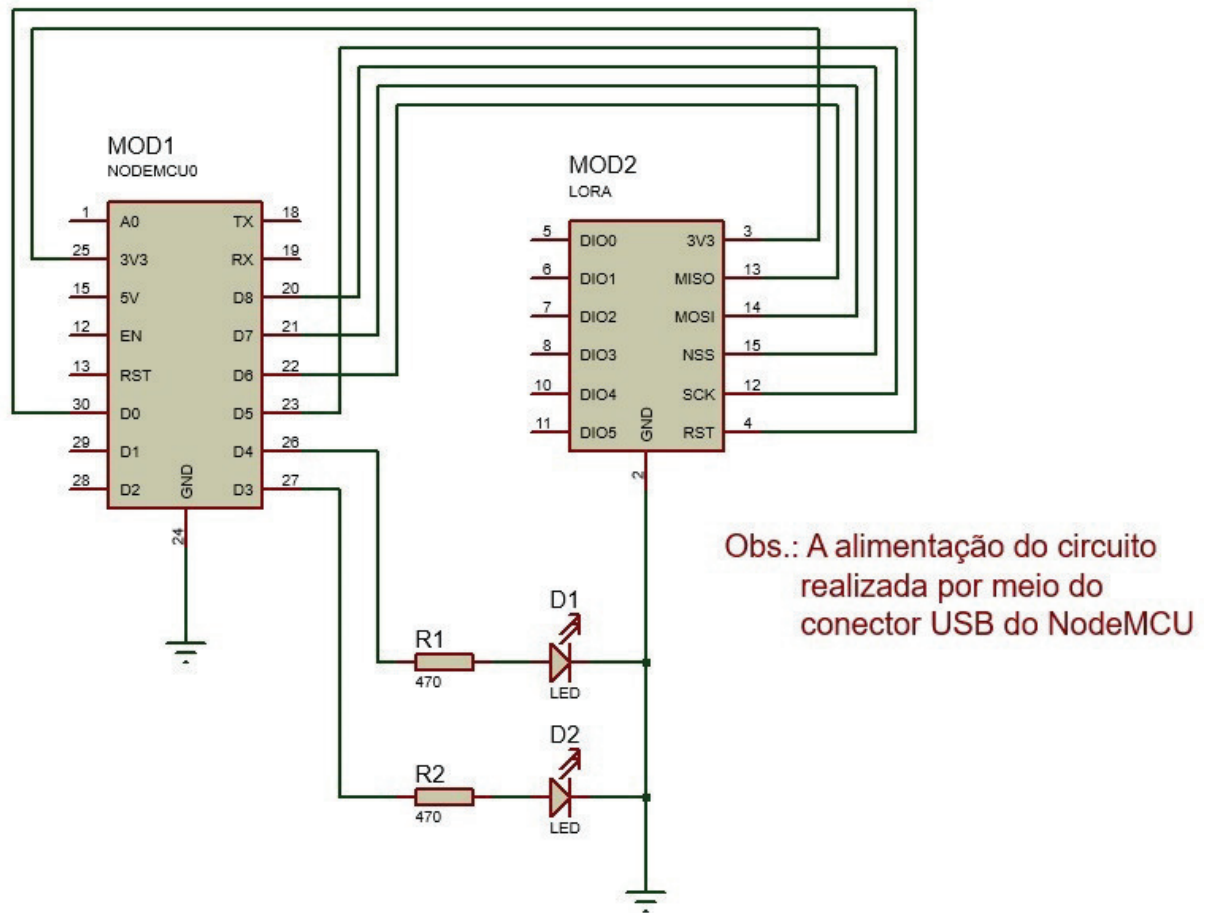 MOD1
NODEMCU0
1 A0 TX 18
25 3V3 RX 19
15 5V D8 20
12 EN D7 21
13 RST D6 22
30 D0 D5 23
29 D1 D4 26
28 D2 D3 27
GND
24
MOD2
LORA
5 DIO0 3V3 3
6 DIO1 MISO 13
7 DIO2 MOSI 14
8 DIO3 NSS 15
10 DIO4 SCK 12
11 DIO5 RST 4
GND
2
Obs.: A alimentação do circuito
realizada por meio do
conector USB do NodeMCU
R1
470
D1
LED
R2
470
D2
LED